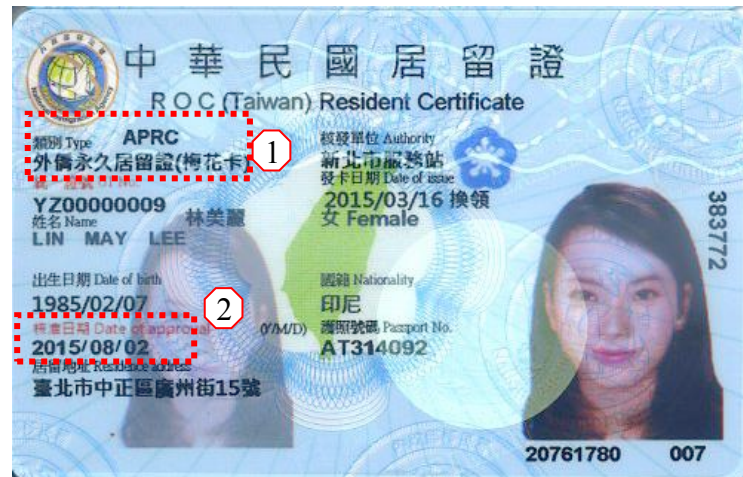 中華民國居留證
R O C (Taiwan) Resident Certificate
類別 Type APRC
外僑永久居留證(梅花卡)
1
核發單位 Authority
新北市服務站
發卡日期 Date of issue
2015/03/16 換領
YZ00000009
姓名 Name 林美麗
LIN MAY LEE
女 Female
383772
出生日期 Date of birth
1985/02/07
2
國籍 Nationality
印尼
核准日期 Date of approval (Y/M/D)
2015/08/02
護照號碼 Passport No.
AT314092
居留地址 Residence address
臺北市中正區廣州街15號
20761780 007